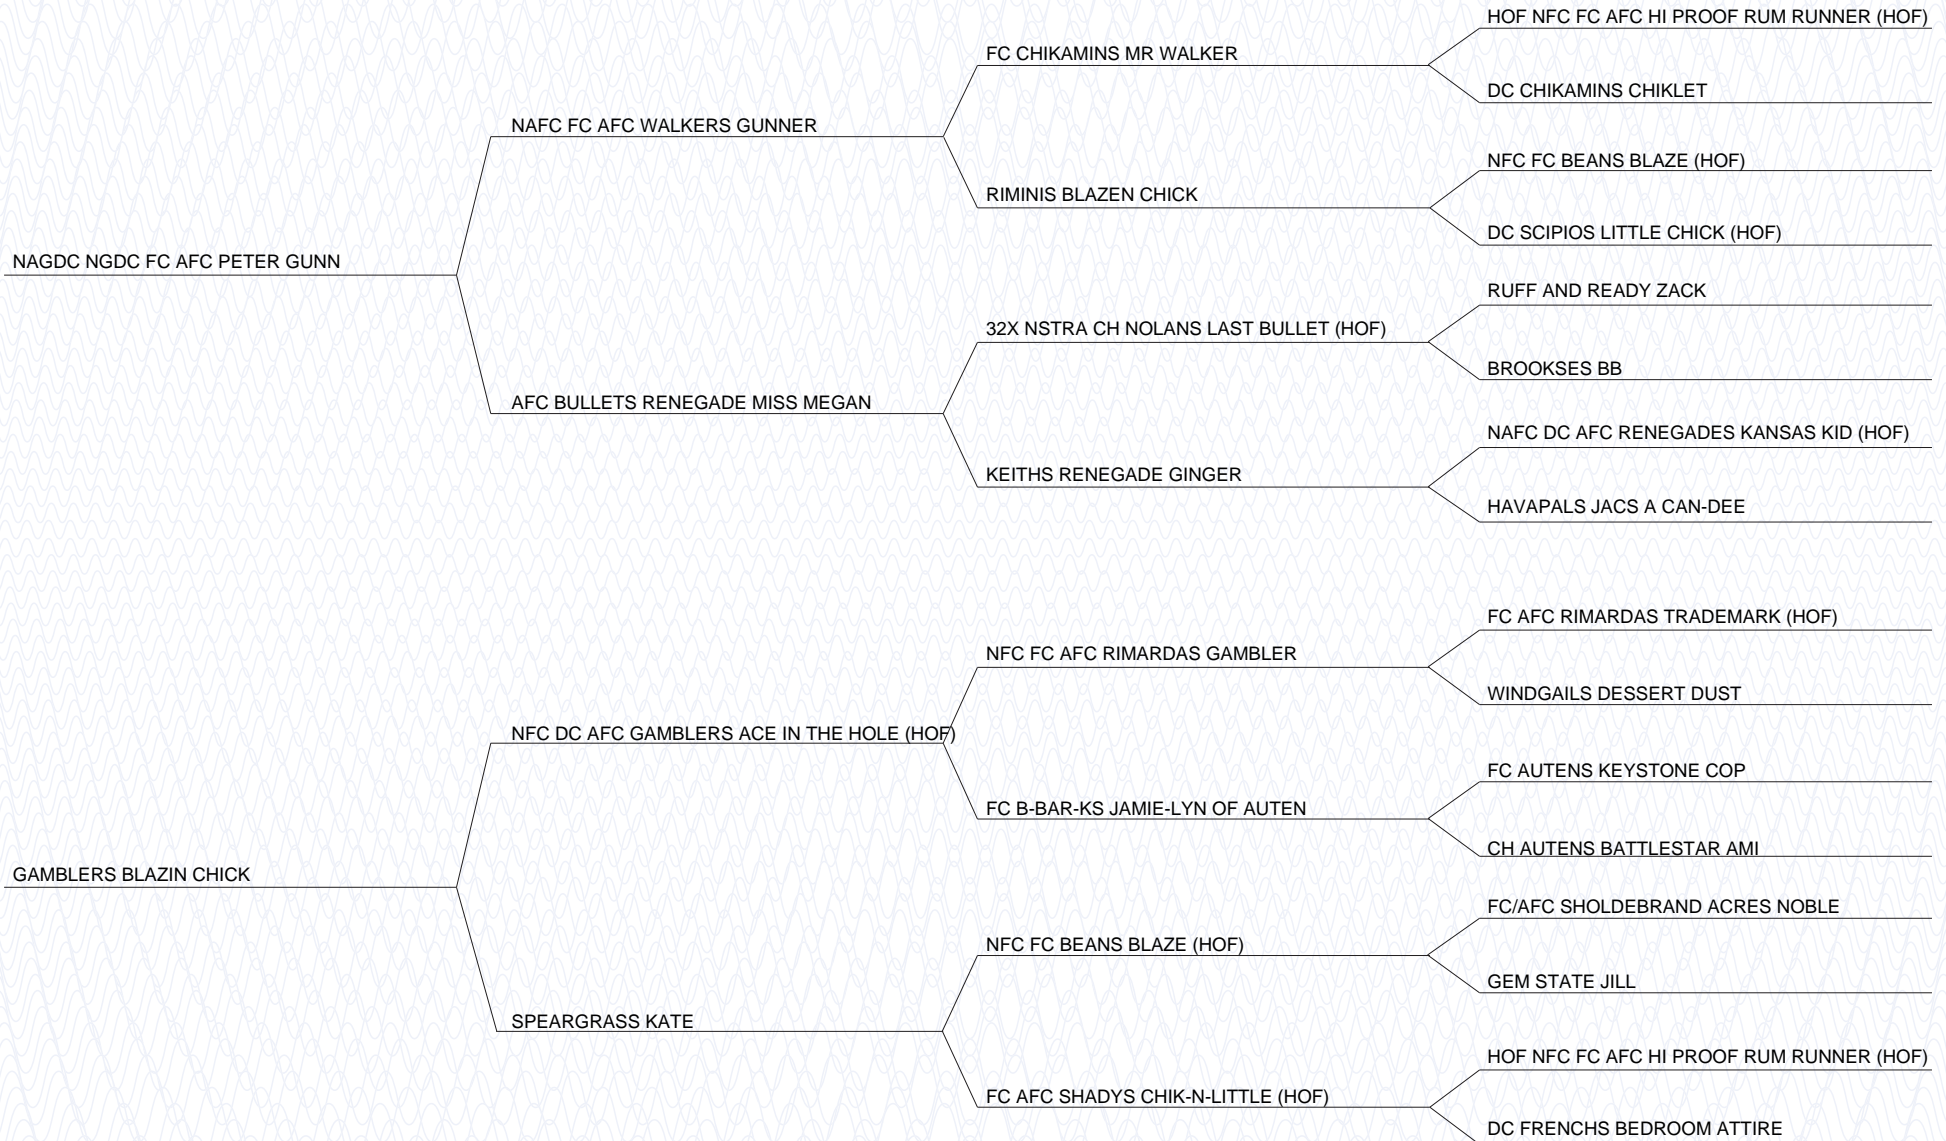 HOF NFC FC AFC HI PROOF RUM RUNNER (HOF)
FC CHIKAMINS MR WALKER
DC CHIKAMINS CHIKLET
NAFC FC AFC WALKERS GUNNER
NFC FC BEANS BLAZE (HOF)
RIMINIS BLAZEN CHICK
DC SCIPIOS LITTLE CHICK (HOF)
NAGDC NGDC FC AFC PETER GUNN
RUFF AND READY ZACK
32X NSTRA CH NOLANS LAST BULLET (HOF)
BROOKSES BB
AFC BULLETS RENEGADE MISS MEGAN
NAFC DC AFC RENEGADES KANSAS KID (HOF)
KEITHS RENEGADE GINGER
HAVAPALS JACS A CAN-DEE
FC AFC RIMARDAS TRADEMARK (HOF)
NFC FC AFC RIMARDAS GAMBLER
WINDGAILS DESSERT DUST
NFC DC AFC GAMBLERS ACE IN THE HOLE (HOF)
FC AUTENS KEYSTONE COP
FC B-BAR-KS JAMIE-LYN OF AUTEN
CH AUTENS BATTLESTAR AMI
GAMBLERS BLAZIN CHICK
FC/AFC SHOLDEBRAND ACRES NOBLE
NFC FC BEANS BLAZE (HOF)
GEM STATE JILL
SPEARGRASS KATE
HOF NFC FC AFC HI PROOF RUM RUNNER (HOF)
FC AFC SHADYS CHIK-N-LITTLE (HOF)
DC FRENCHS BEDROOM ATTIRE